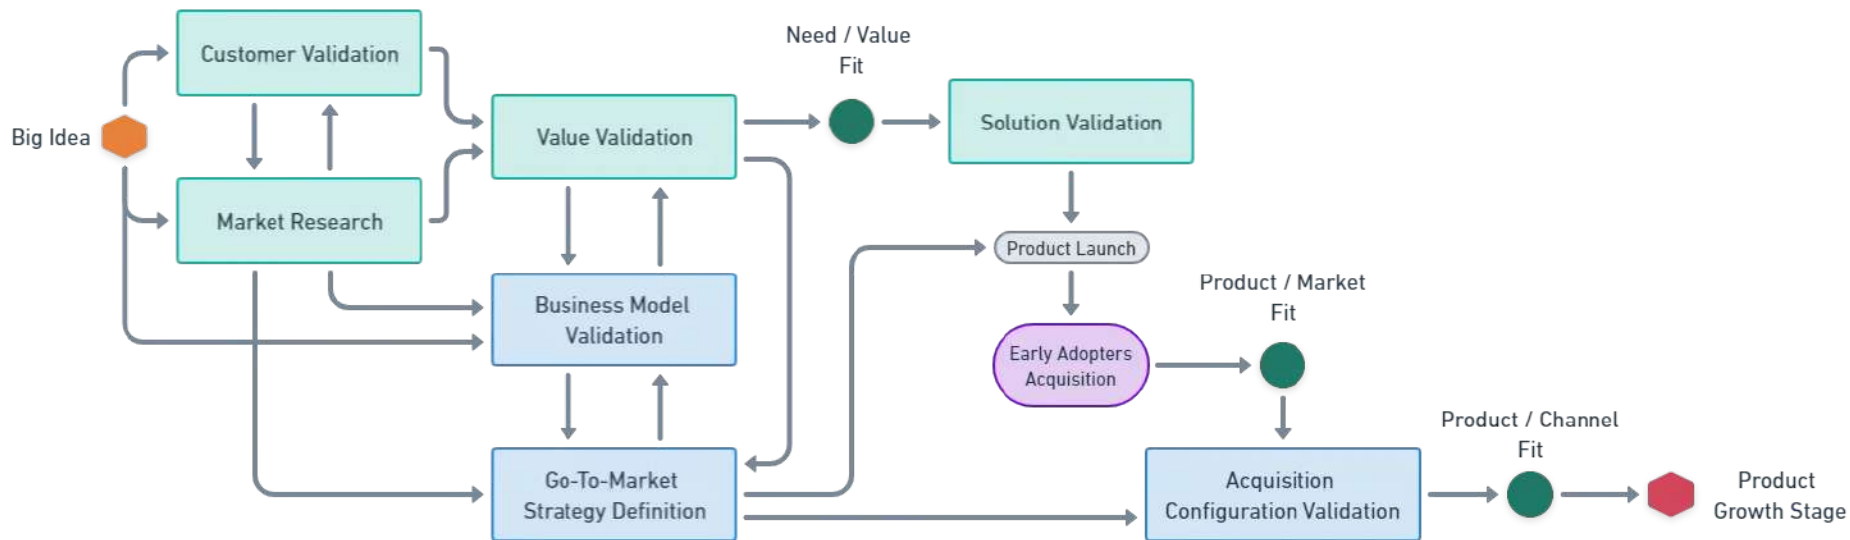 Big Idea
Customer Validation
Market Research
Value Validation
Business Model
Validation
Go-To-Market
Strategy Definition
Need / Value
Fit
Solution Validation
Product Launch
Early Adopters
Acquisition
Product / Market
Fit
Acquisition
Configuration Validation
Product / Channel
Fit
Product
Growth Stage